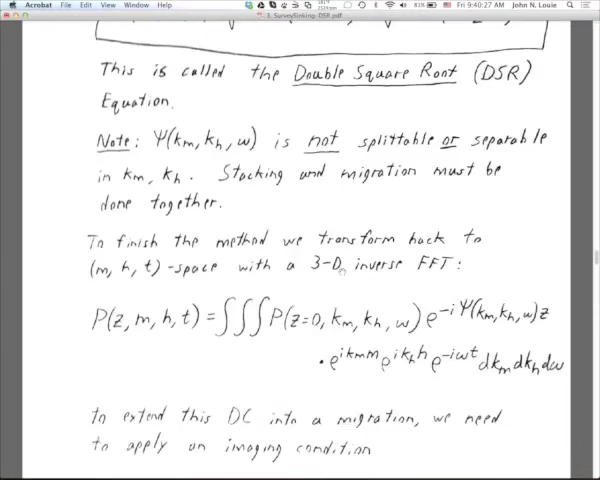 Acrobat File Edit View Window Help
81% Fri 9:40:27 AM John N. Louie
3. SurveySinking-DSR.pdf
This is called the Double Square Root (DSR)
Equation.
Note: Ψ(km, kh, w) is not splittable or separable
in km, kh. Stacking and migration must be
done together.
To finish the method we transform back to
(m, h, t)-space with a 3-D inverse FFT:
P(z, m, h, t) = ∫∫∫ P(z=0, km, kh, w) e^-iΨ(km, kh, w)z
• e^ikmm e^ikhh e^-iwt dkm dkh dw
to extend this DC into a migration, we need
to apply an imaging condition